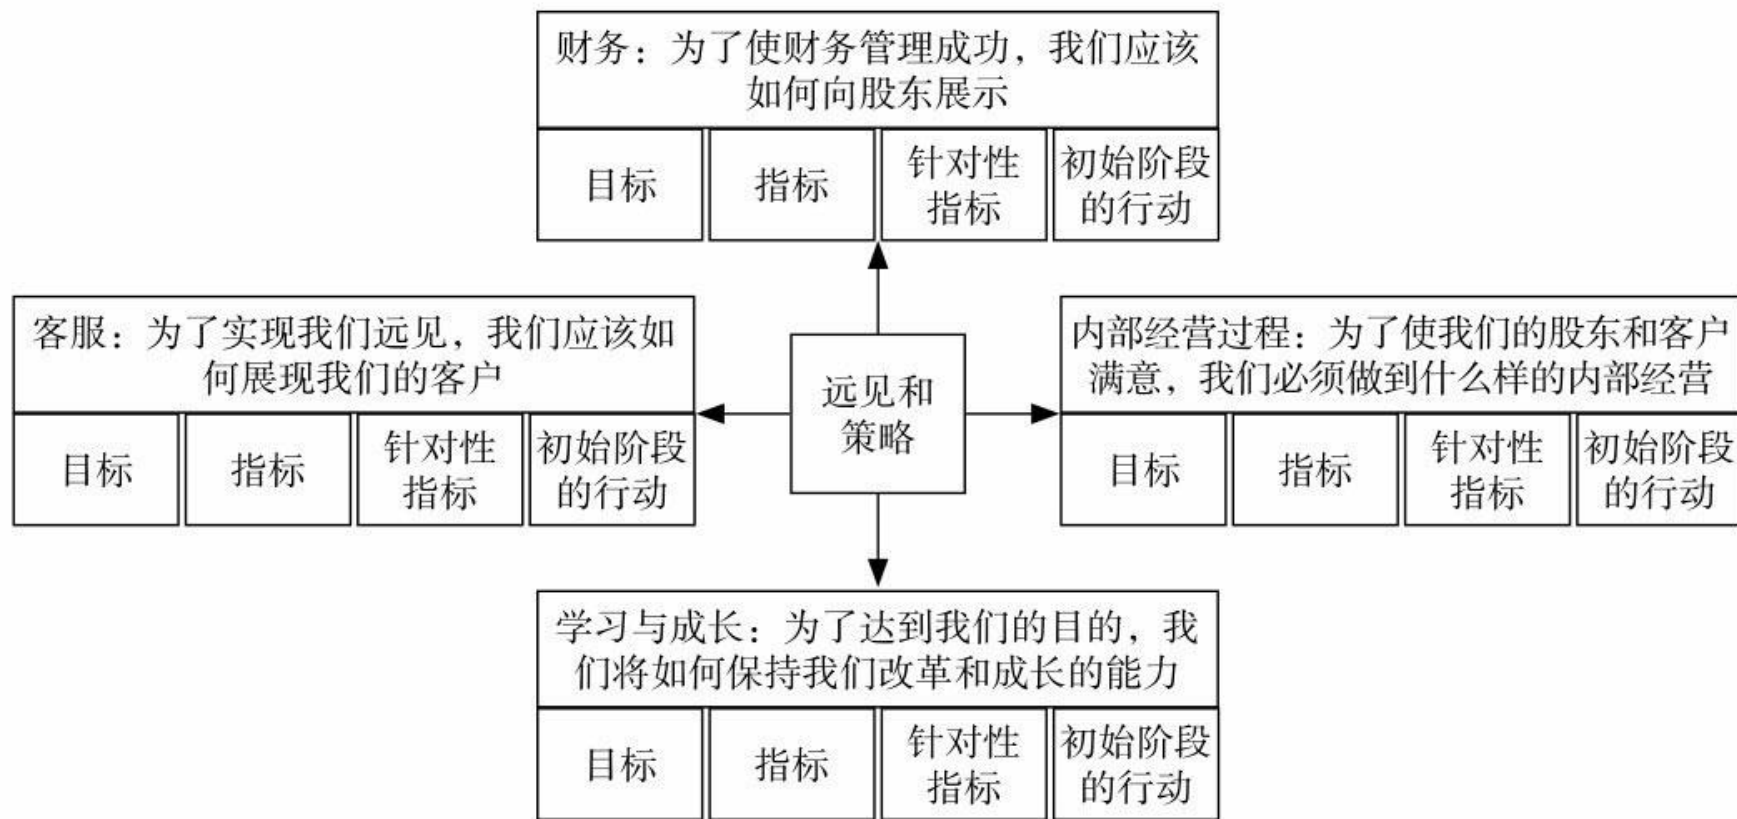 财务：为了使财务管理成功，我们应该
如何向股东展示
目标
指标
针对性
指标
初始阶段
的行动
客服：为了实现我们远见，我们应该如
何展现我们的客户
目标
指标
针对性
指标
初始阶段
的行动
远见和
策略
内部经营过程：为了使我们的股东和客户
满意，我们必须做到什么样的内部经营
目标
指标
针对性
指标
初始阶段
的行动
学习与成长：为了达到我们的目的，我
们将如何保持我们改革和成长的能力
目标
指标
针对性
指标
初始阶段
的行动